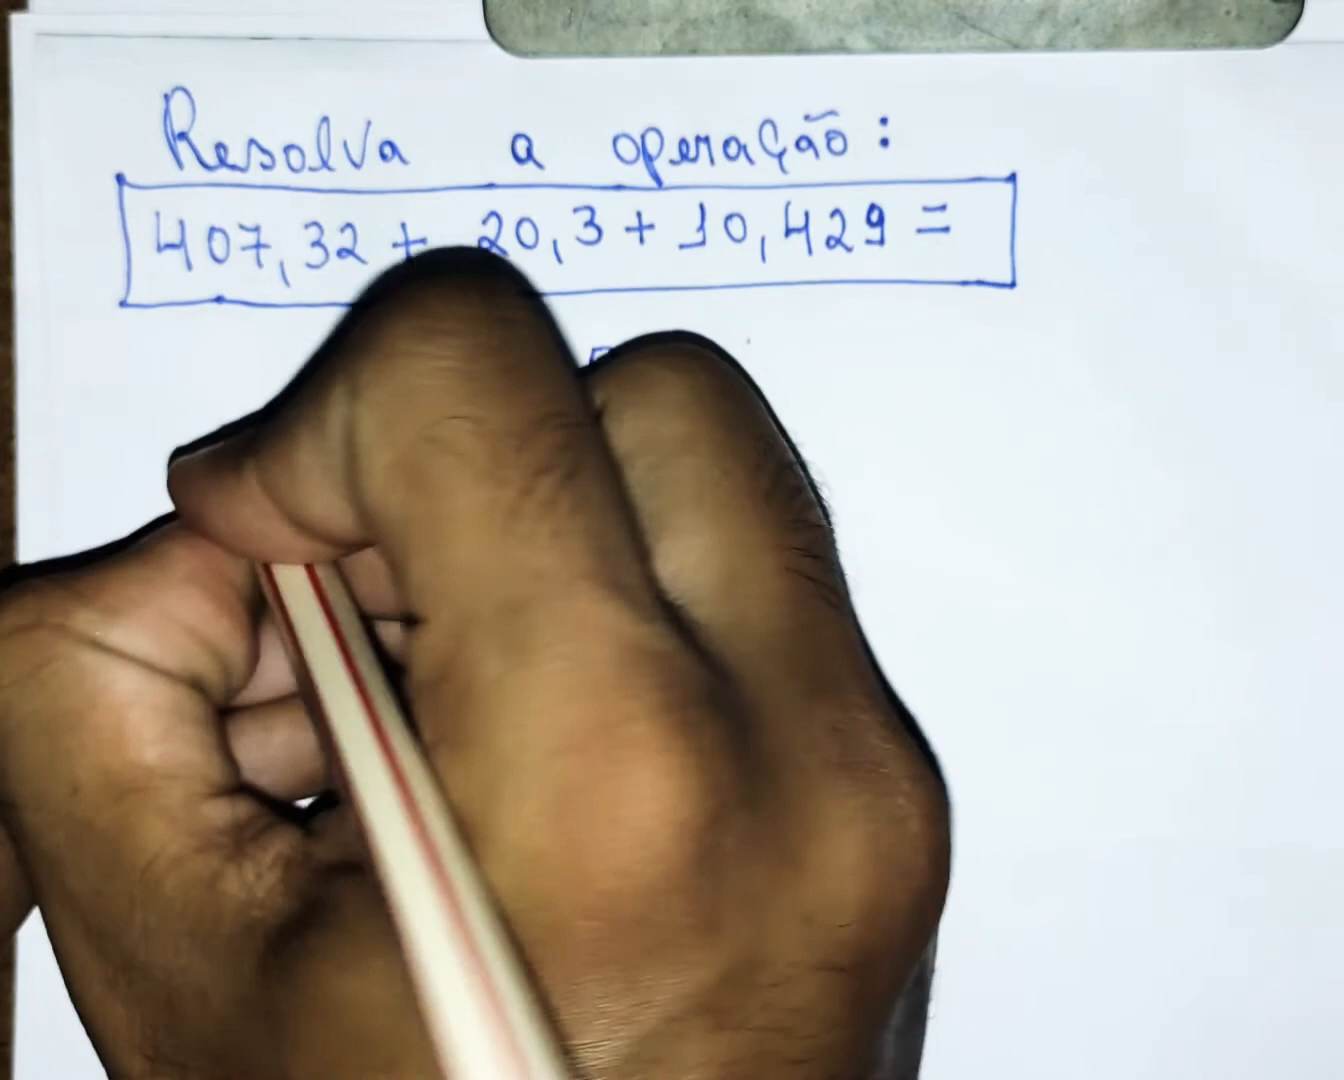 Resolva a operação:
407,32 + 20,3 + 10,429 =